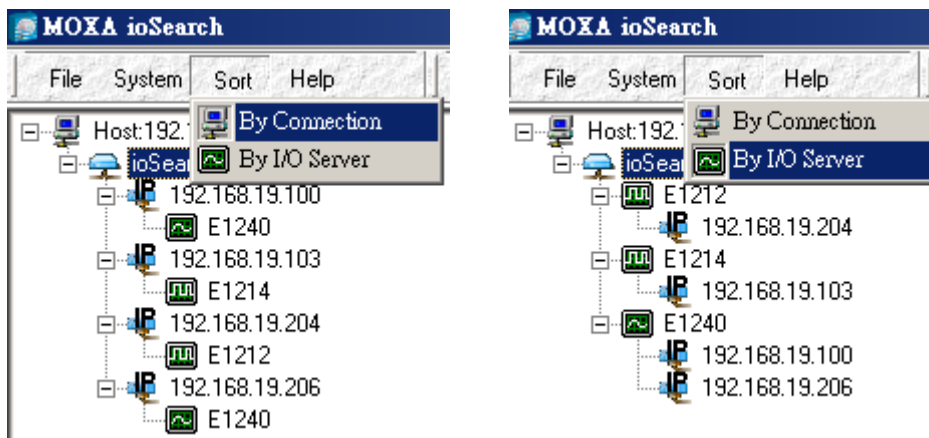 MOXA ioSearch
File System Sort Help
By Connection
By I/O Server
Host:192.
ioSea
192.168.19.100
E1240
192.168.19.103
E1214
192.168.19.204
E1212
192.168.19.206
E1240
MOXA ioSearch
File System Sort Help
By Connection
By I/O Server
Host:192.
ioSea
E1212
192.168.19.204
E1214
192.168.19.103
E1240
192.168.19.100
192.168.19.206